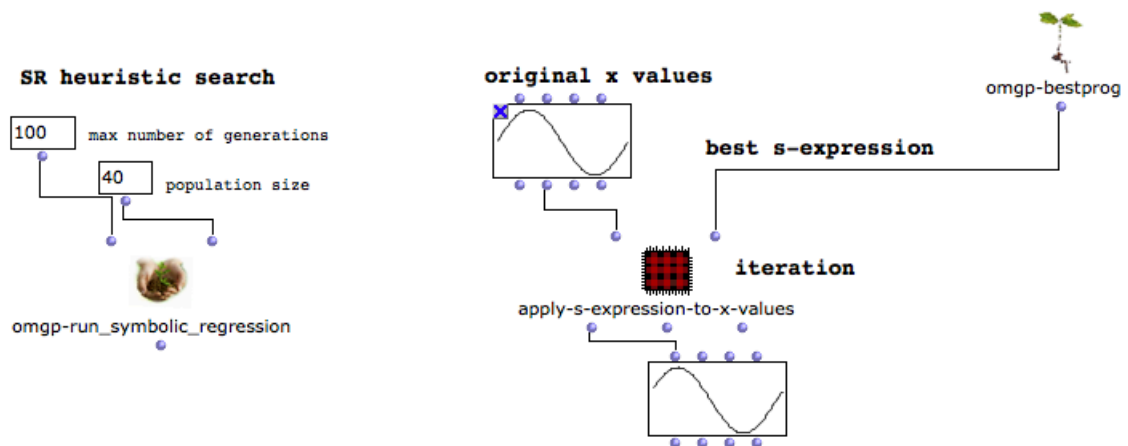 omgp-bestprog
SR heuristic search
original x values
100
max number of generations
best s-expression
40
population size
iteration
apply-s-expression-to-x-values
omgp-run_symbolic_regression